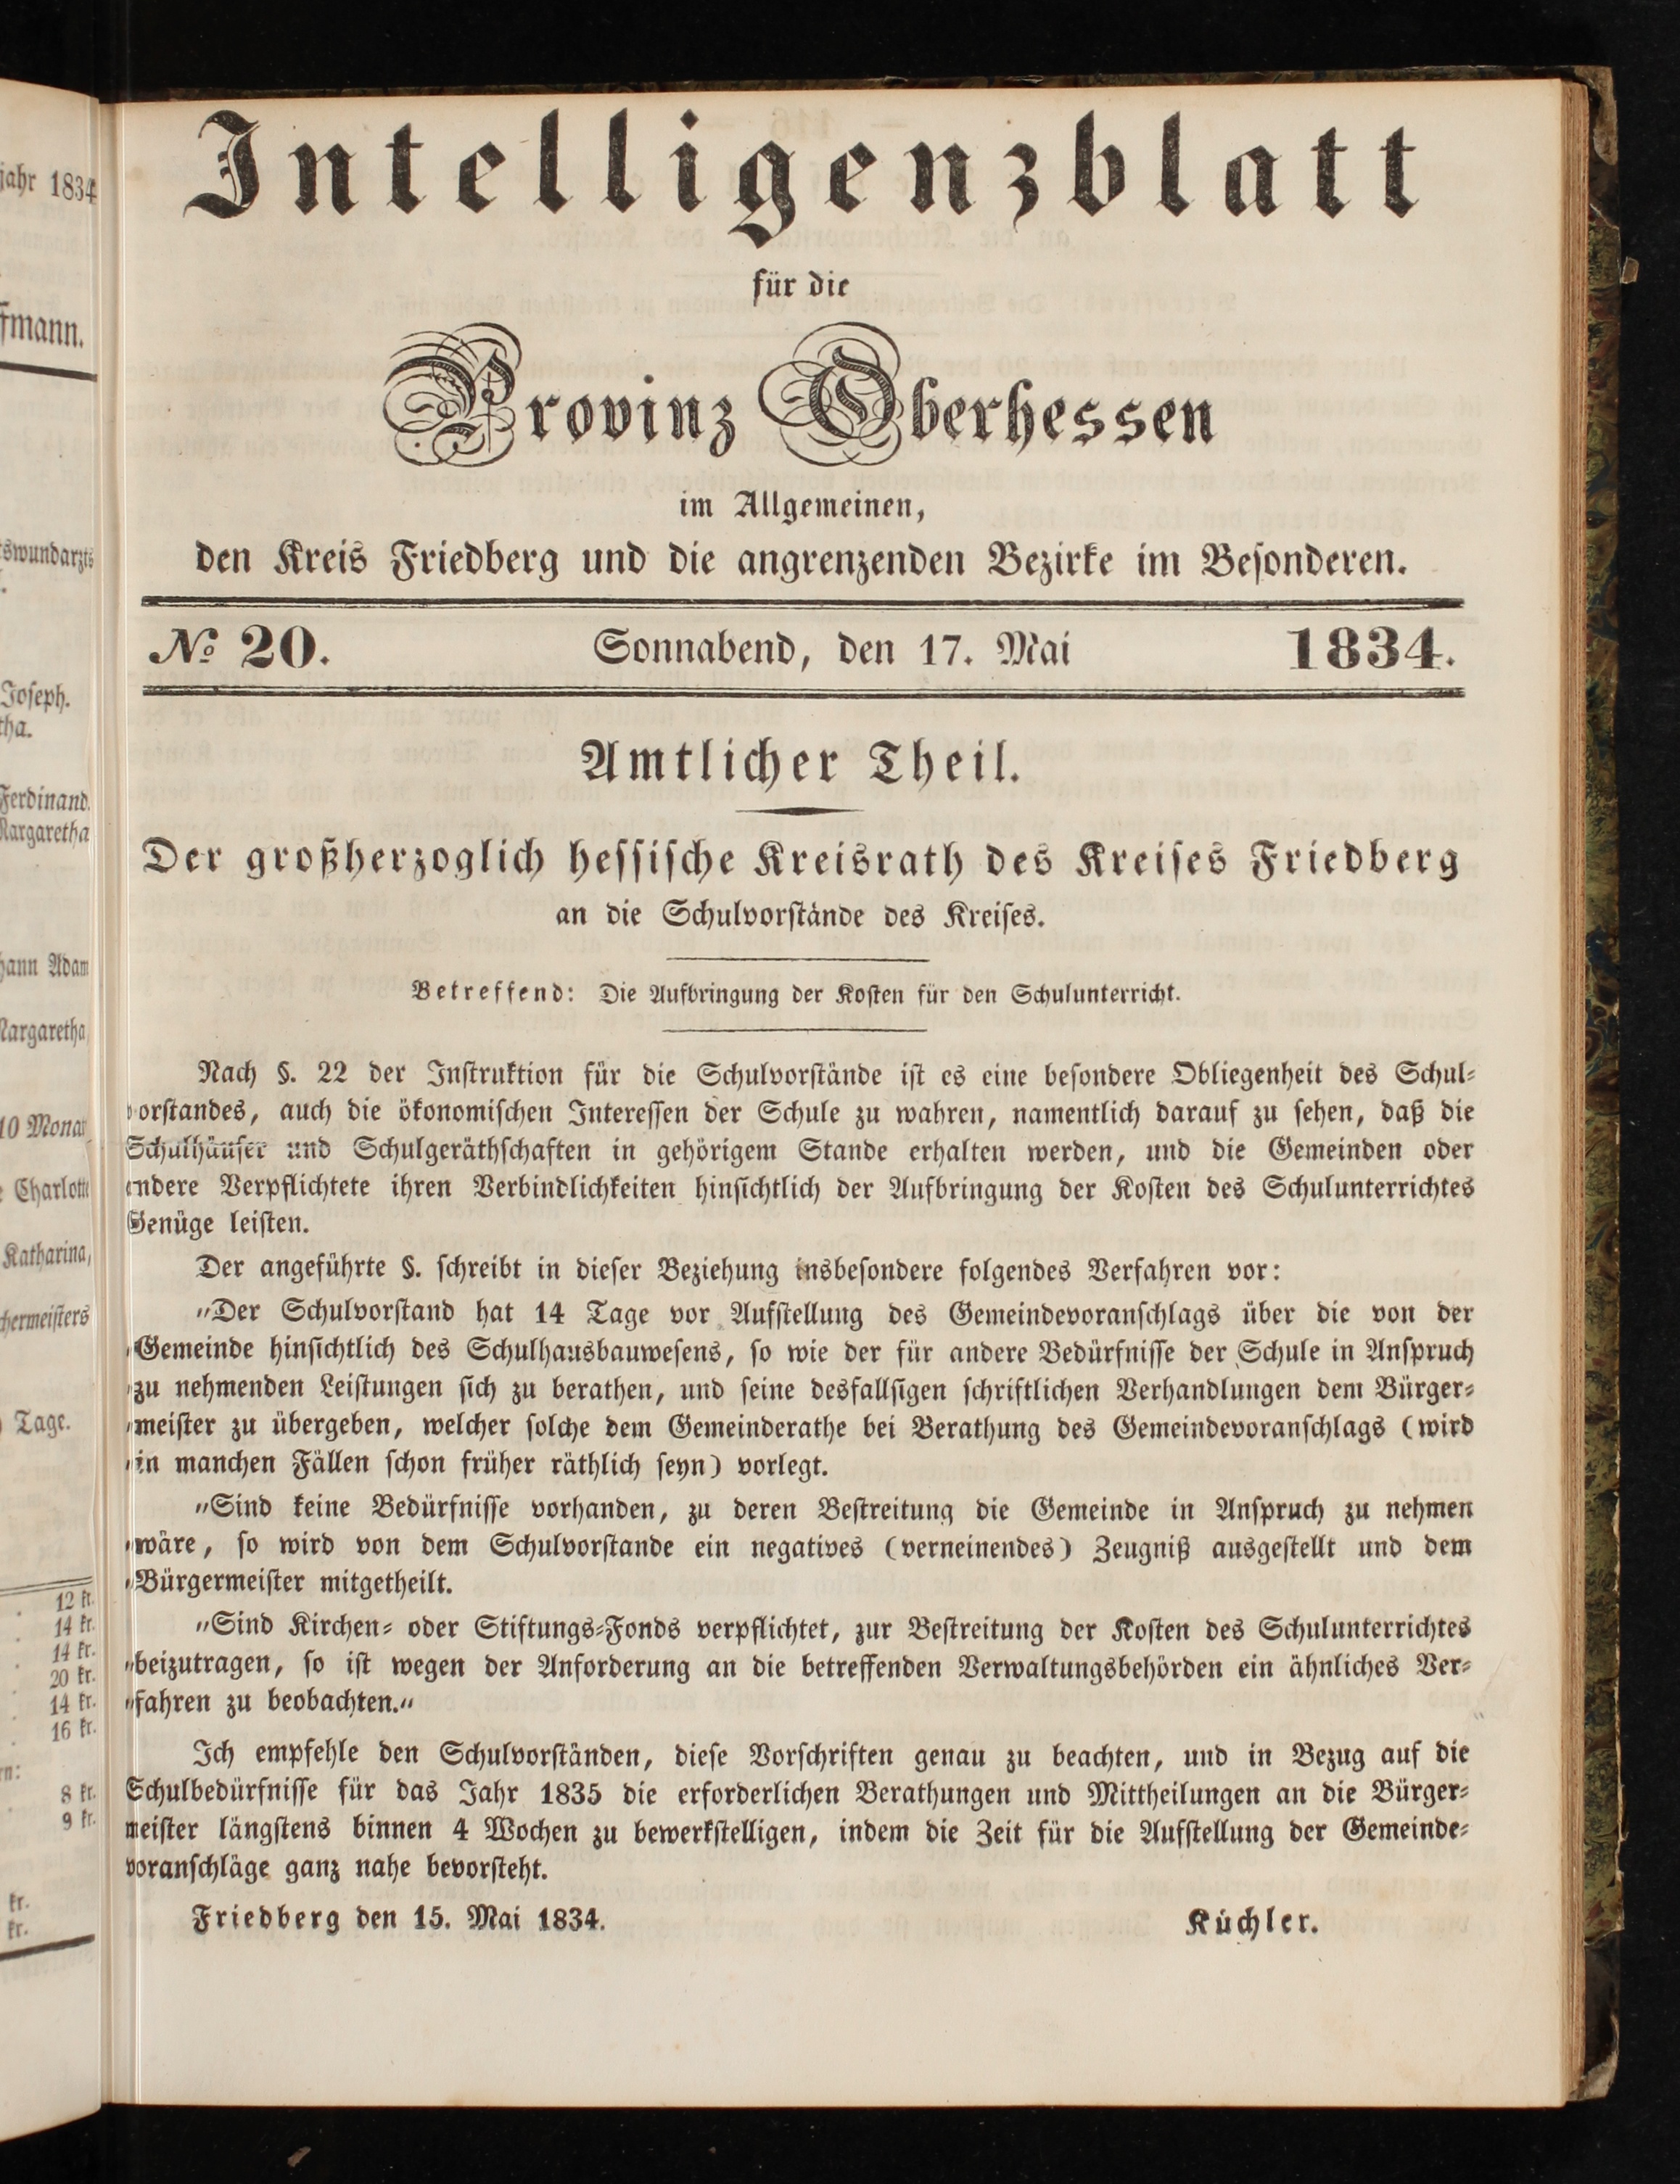 Intelligenzblatt
für die
Provinz Oberhessen
im Allgemeinen,
den Kreis Friedberg und die angrenzenden Bezirke im Besonderen.
№ 20. Sonnabend, den 17. Mai 1834.
Amtlicher Theil.
Der großherzoglich hessische Kreisrath des Kreises Friedberg
an die Schulvorstände des Kreises.
Betreffend: Die Aufbringung der Kosten für den Schulunterricht.
Nach §. 22 der Instruktion für die Schulvorstände ist es eine besondere Obliegenheit des Schul-
vorstandes, auch die ökonomischen Interessen der Schule zu wahren, namentlich darauf zu sehen, daß die
Schulhäuser und Schulgeräthschaften in gehörigem Stande erhalten werden, und die Gemeinden oder
andere Verpflichtete ihren Verbindlichkeiten hinsichtlich der Aufbringung der Kosten des Schulunterrichtes
Genüge leisten.
Der angeführte §. schreibt in dieser Beziehung insbesondere folgendes Verfahren vor:
„Der Schulvorstand hat 14 Tage vor Aufstellung des Gemeindevoranschlags über die von der
„Gemeinde hinsichtlich des Schulhausbauwesens, so wie der für andere Bedürfnisse der Schule in Anspruch
„zu nehmenden Leistungen sich zu berathen, und seine desfallsigen schriftlichen Verhandlungen dem Bürger-
„meister zu übergeben, welcher solche dem Gemeinderathe bei Berathung des Gemeindevoranschlags (wird
„in manchen Fällen schon früher räthlich seyn) vorlegt.
„Sind keine Bedürfnisse vorhanden, zu deren Bestreitung die Gemeinde in Anspruch zu nehmen
„wäre, so wird von dem Schulvorstande ein negatives (verneinendes) Zeugniß ausgestellt und dem
„Bürgermeister mitgetheilt.
„Sind Kirchen- oder Stiftungs-Fonds verpflichtet, zur Bestreitung der Kosten des Schulunterrichtes
„beizutragen, so ist wegen der Anforderung an die betreffenden Verwaltungsbehörden ein ähnliches Ver-
„fahren zu beobachten.“
Ich empfehle den Schulvorständen, diese Vorschriften genau zu beachten, und in Bezug auf die
Schulbedürfnisse für das Jahr 1835 die erforderlichen Berathungen und Mittheilungen an die Bürger-
meister längstens binnen 4 Wochen zu bewerkstelligen, indem die Zeit für die Aufstellung der Gemeinde-
voranschläge ganz nahe bevorsteht.
Friedberg den 15. Mai 1834. Küchler.